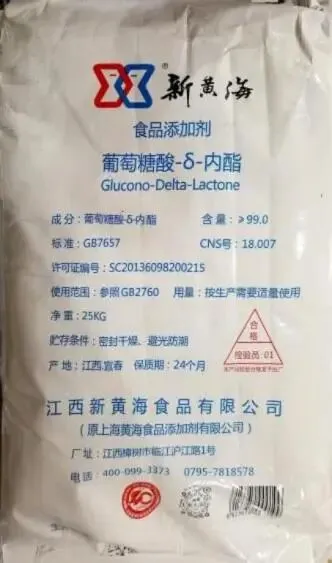 ® 新黄海
食品添加剂
葡萄糖酸-δ-内酯
Glucono-Delta-Lactone
成分：葡萄糖酸-δ-内酯 含量：≥99.0
标准：GB7657 CNS号：18.007
许可证编号：SC20136098200215
使用范围：参照GB2760 用量：按生产需要适量使用
净重：25KG
贮存条件：密封干燥、避光防潮
合格
检验员：01
产地：江西.宜春 保质期：24个月
江西新黄海食品有限公司
（原上海黄海食品添加剂有限公司）
厂址：江西樟树市临江沪江路1号
电话：400-099-3373 0795-7818578